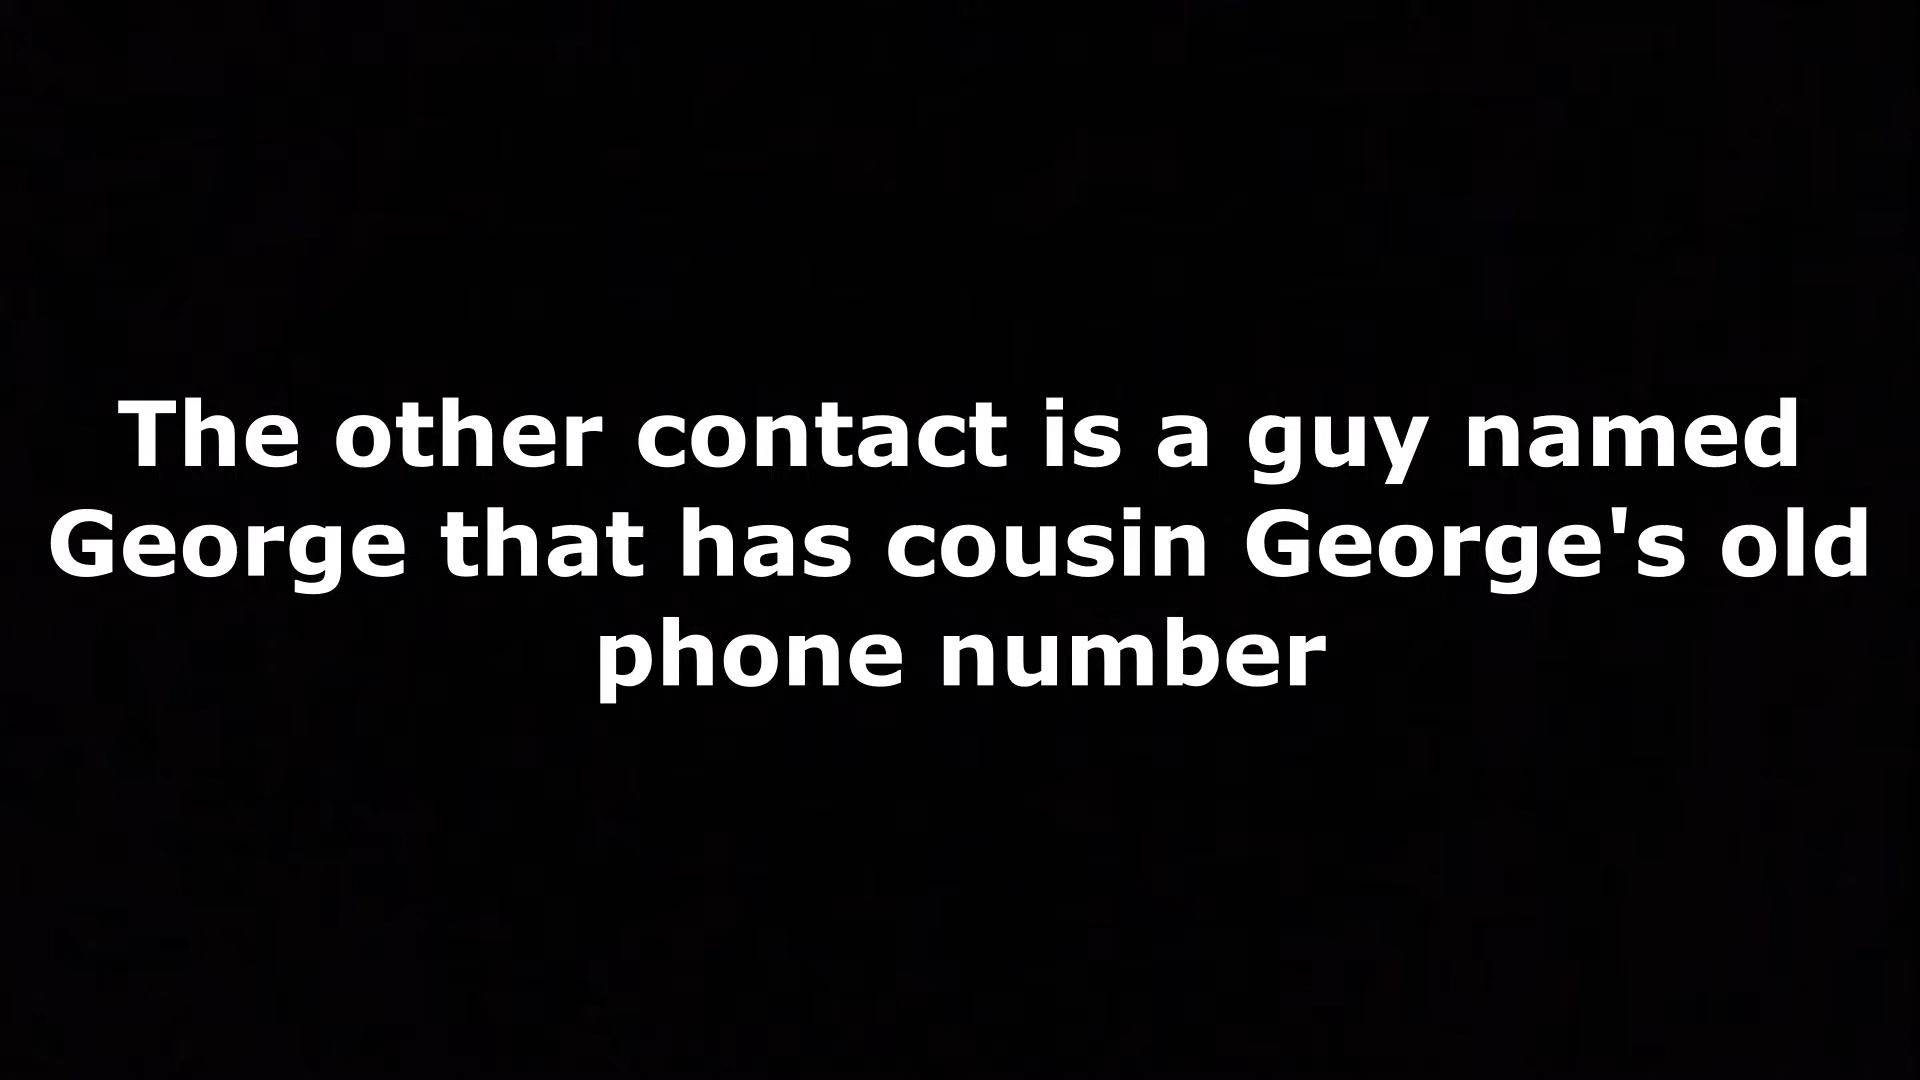 The other contact is a guy named
George that has cousin George's old
phone number